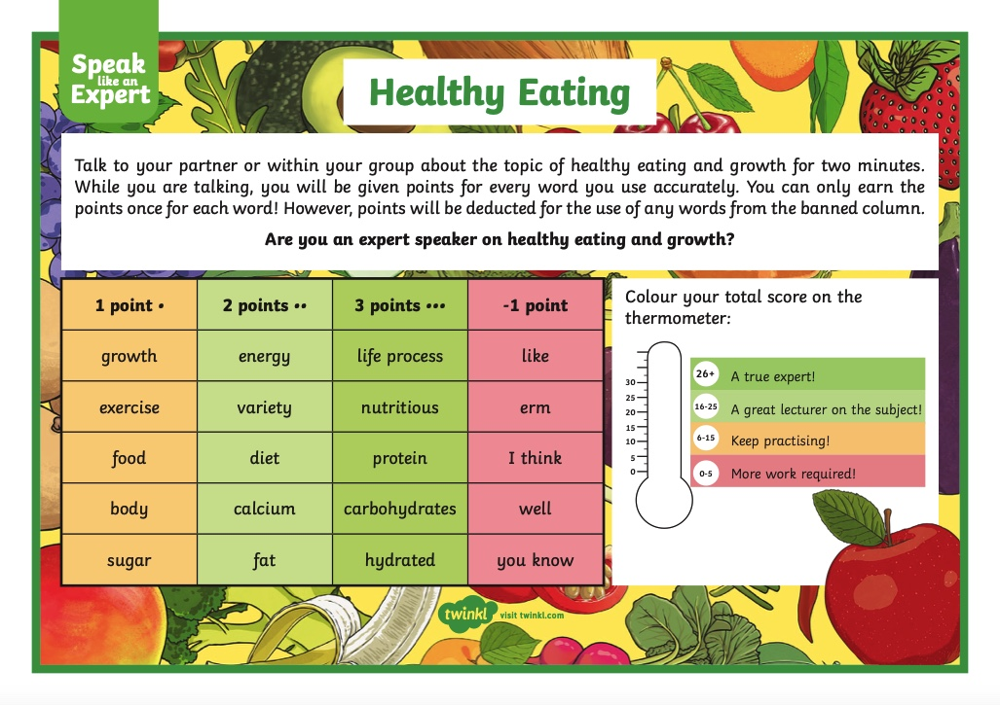 Speak
like an
Expert
Healthy Eating
Talk to your partner or within your group about the topic of healthy eating and growth for two minutes.
While you are talking, you will be given points for every word you use accurately. You can only earn the
points once for each word! However, points will be deducted for the use of any words from the banned column.
Are you an expert speaker on healthy eating and growth?
1 point • 2 points •• 3 points ••• -1 point
growth energy life process like
exercise variety nutritious erm
food diet protein I think
body calcium carbohydrates well
sugar fat hydrated you know
Colour your total score on the
thermometer:
30
25
20
15
10
5
0
26+ A true expert!
16-25 A great lecturer on the subject!
6-15 Keep practising!
0-5 More work required!
twinkl visit twinkl.com